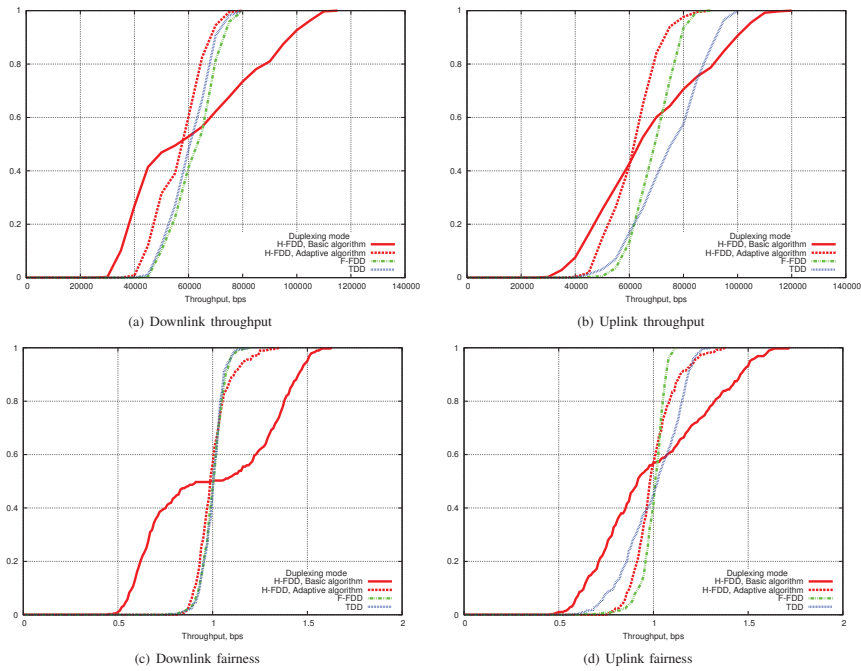 1
0.8
0.6
0.4
0.2
0
0 20000 40000 60000 80000 100000 120000 140000
Throughput, bps
Duplexing mode
H-FDD, Basic algorithm
H-FDD, Adaptive algorithm
F-FDD
TDD
(a) Downlink throughput
1
0.8
0.6
0.4
0.2
0
0 20000 40000 60000 80000 100000 120000 140000
Throughput, bps
Duplexing mode
H-FDD, Basic algorithm
H-FDD, Adaptive algorithm
F-FDD
TDD
(b) Uplink throughput
1
0.8
0.6
0.4
0.2
0
0 0.5 1 1.5 2
Throughput, bps
Duplexing mode
H-FDD, Basic algorithm
H-FDD, Adaptive algorithm
F-FDD
TDD
(c) Downlink fairness
1
0.8
0.6
0.4
0.2
0
0 0.5 1 1.5 2
Throughput, bps
Duplexing mode
H-FDD, Basic algorithm
H-FDD, Adaptive algorithm
F-FDD
TDD
(d) Uplink fairness